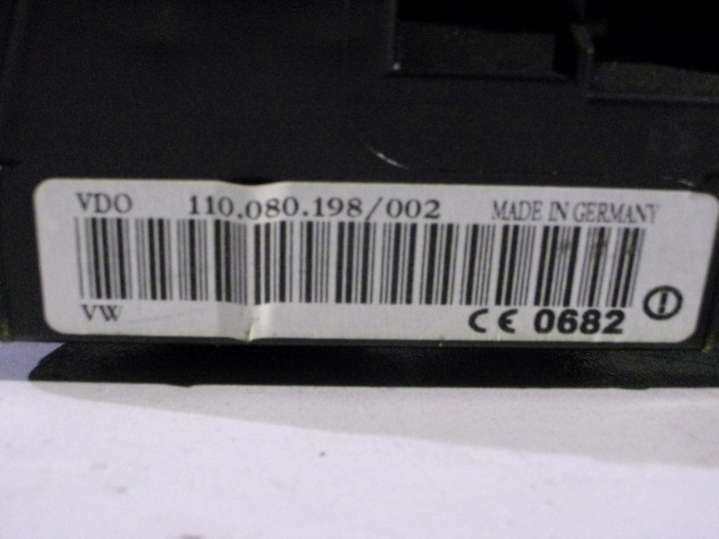 VDO 110.080.198/002 MADE IN GERMANY
VW CE 0682